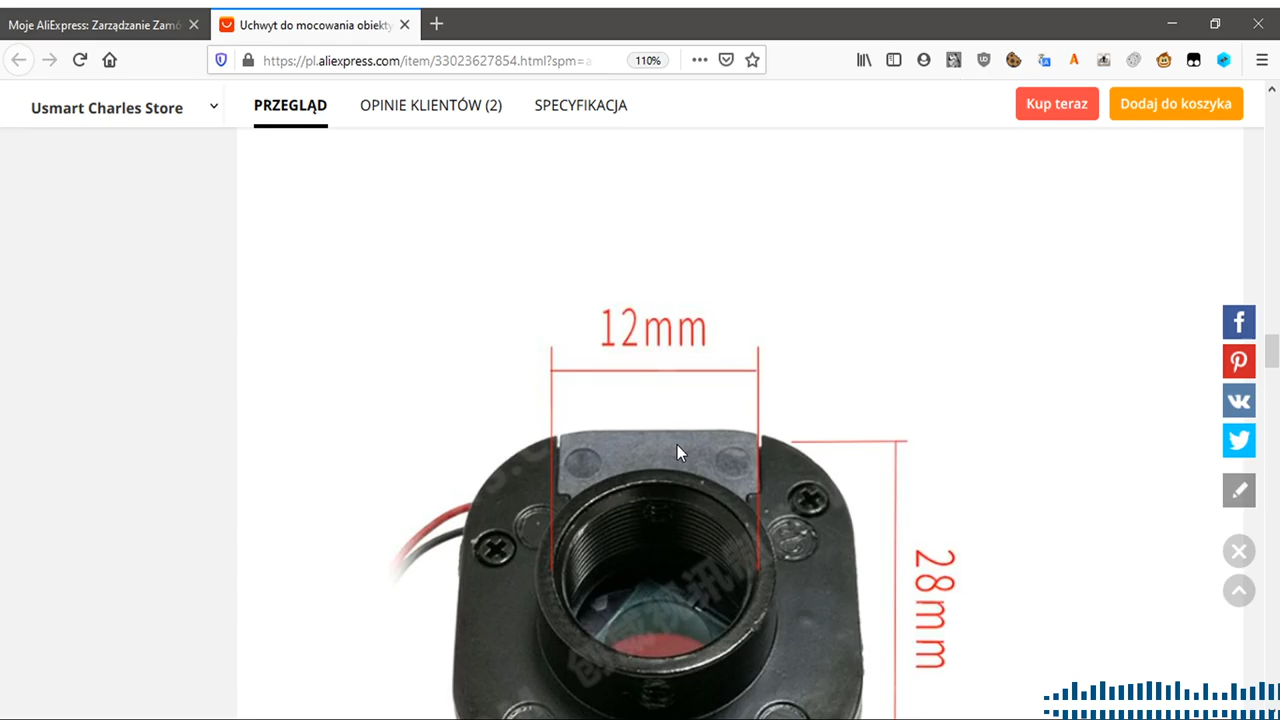 Moje AliExpress: Zarządzanie Zamó
Uchwyt do mocowania obiekty
https://pl.aliexpress.com/item/33023627854.html?spm=a
110%
Usmart Charles Store
PRZEGLĄD
OPINIE KLIENTÓW (2)
SPECYFIKACJA
Kup teraz
Dodaj do koszyka
12mm
28mm